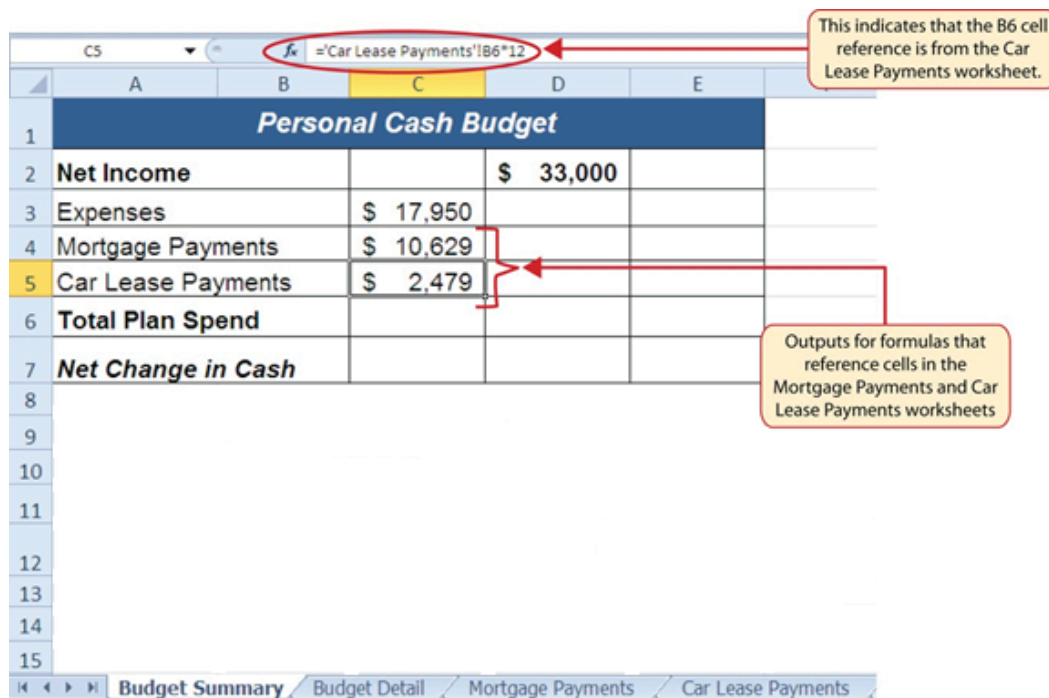 This indicates that the B6 cell
reference is from the Car
Lease Payments worksheet.
C5 fx ='Car Lease Payments'!B6*12
A B C D E
1 Personal Cash Budget
2 Net Income $ 33,000
3 Expenses $ 17,950
4 Mortgage Payments $ 10,629
5 Car Lease Payments $ 2,479
6 Total Plan Spend
7 Net Change in Cash
Outputs for formulas that
reference cells in the
Mortgage Payments and Car
Lease Payments worksheets
8
9
10
11
12
13
14
15
Budget Summary Budget Detail Mortgage Payments Car Lease Payments